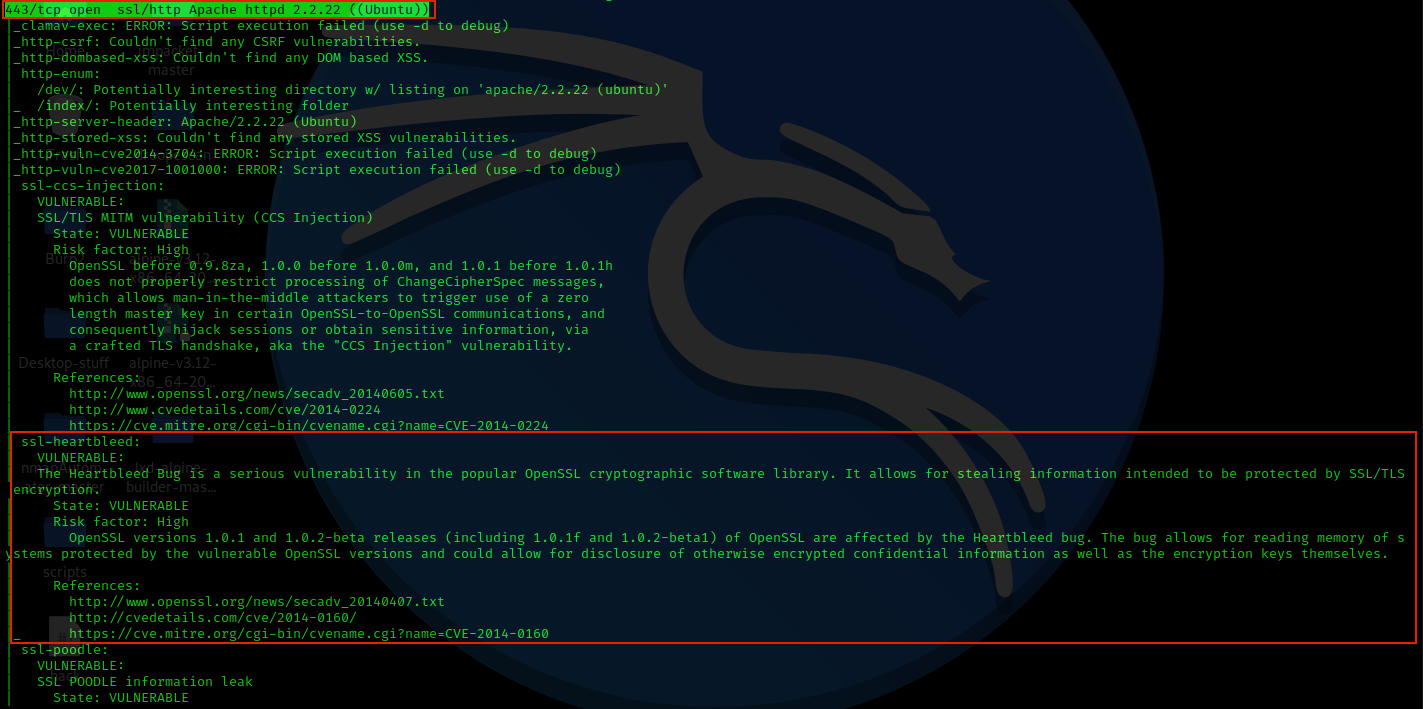 443/tcp open  ssl/http Apache httpd 2.2.22 ((Ubuntu))
|_clamav-exec: ERROR: Script execution failed (use -d to debug)
|_http-csrf: Couldn't find any CSRF vulnerabilities.
|_http-dombased-xss: Couldn't find any DOM based XSS.
| http-enum:
|   /dev/: Potentially interesting directory w/ listing on 'apache/2.2.22 (ubuntu)'
|_  /index/: Potentially interesting folder
|_http-server-header: Apache/2.2.22 (Ubuntu)
|_http-stored-xss: Couldn't find any stored XSS vulnerabilities.
|_http-vuln-cve2014-3704: ERROR: Script execution failed (use -d to debug)
|_http-vuln-cve2017-1001000: ERROR: Script execution failed (use -d to debug)
| ssl-ccs-injection:
|   VULNERABLE:
|   SSL/TLS MITM vulnerability (CCS Injection)
|     State: VULNERABLE
|     Risk factor: High
|       OpenSSL before 0.9.8za, 1.0.0 before 1.0.0m, and 1.0.1 before 1.0.1h
|       does not properly restrict processing of ChangeCipherSpec messages,
|       which allows man-in-the-middle attackers to trigger use of a zero
|       length master key in certain OpenSSL-to-OpenSSL communications, and
|       consequently hijack sessions or obtain sensitive information, via
|       a crafted TLS handshake, aka the "CCS Injection" vulnerability.
|
|     References:
|       http://www.openssl.org/news/secadv_20140605.txt
|       http://www.cvedetails.com/cve/2014-0224
|       https://cve.mitre.org/cgi-bin/cvename.cgi?name=CVE-2014-0224
| ssl-heartbleed:
|   VULNERABLE:
|   The Heartbleed Bug is a serious vulnerability in the popular OpenSSL cryptographic software library. It allows for stealing information intended to be protected by SSL/TLS
encryption.
|     State: VULNERABLE
|     Risk factor: High
|       OpenSSL versions 1.0.1 and 1.0.2-beta releases (including 1.0.1f and 1.0.2-beta1) of OpenSSL are affected by the Heartbleed bug. The bug allows for reading memory of s
ystems protected by the vulnerable OpenSSL versions and could allow for disclosure of otherwise encrypted confidential information as well as the encryption keys themselves.
|
|     References:
|       http://www.openssl.org/news/secadv_20140407.txt
|       http://cvedetails.com/cve/2014-0160/
|_      https://cve.mitre.org/cgi-bin/cvename.cgi?name=CVE-2014-0160
| ssl-poodle:
|   VULNERABLE:
|   SSL POODLE information leak
|     State: VULNERABLE
master
Desktop-stuff
alpine-v3.12-
x86_64-20...
builder-mas...
scripts